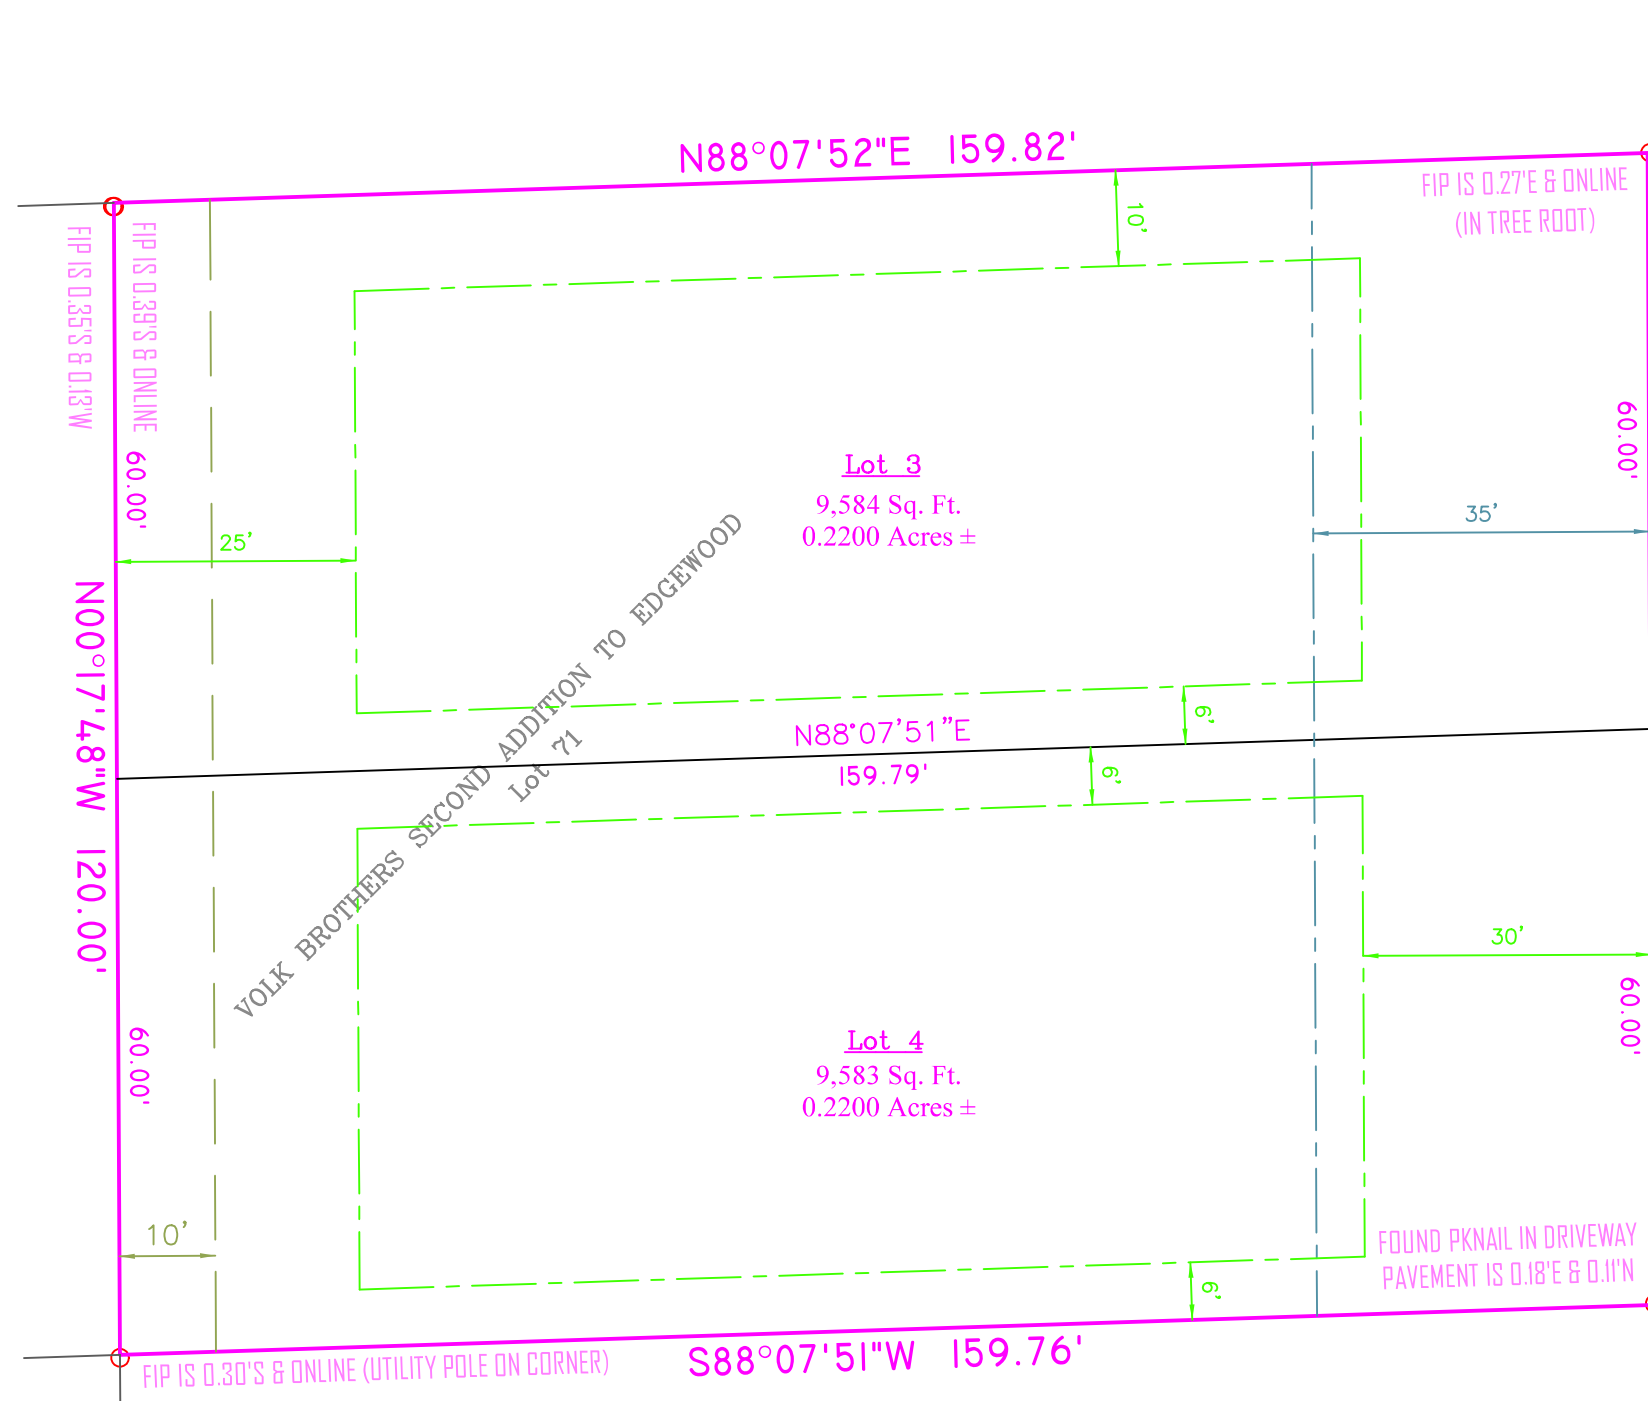 N88°07'52"E 159.82'
FIP IS 0.27'E & ONLINE
(IN TREE ROOT)
10'
FIP IS 0.35'S & 0.13'W
FIP IS 0.39'S & ONLINE
60.00'
60.00'
Lot 3
9,584 Sq. Ft.
0.2200 Acres ±
35'
25'
VOLK BROTHERS SECOND ADDITION TO EDGEWOOD
Lot 71
N00°17'48"W 120.00'
6'
N88°07'51"E
159.79'
6'
30'
60.00'
60.00'
Lot 4
9,583 Sq. Ft.
0.2200 Acres ±
10'
FOUND PKNAIL IN DRIVEWAY
PAVEMENT IS 0.18'E & 0.11'N
6'
S88°07'51"W 159.76'
FIP IS 0.30'S & ONLINE (UTILITY POLE ON CORNER)